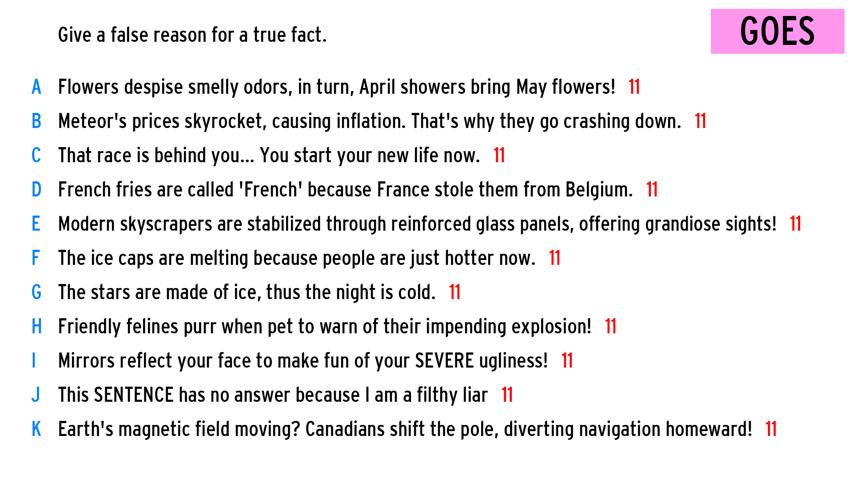 Give a false reason for a true fact.
GOES
A Flowers despise smelly odors, in turn, April showers bring May flowers! 11
B Meteor's prices skyrocket, causing inflation. That's why they go crashing down. 11
C That race is behind you... You start your new life now. 11
D French fries are called 'French' because France stole them from Belgium. 11
E Modern skyscrapers are stabilized through reinforced glass panels, offering grandiose sights! 11
F The ice caps are melting because people are just hotter now. 11
G The stars are made of ice, thus the night is cold. 11
H Friendly felines purr when pet to warn of their impending explosion! 11
I Mirrors reflect your face to make fun of your SEVERE ugliness! 11
J This SENTENCE has no answer because I am a filthy liar 11
K Earth's magnetic field moving? Canadians shift the pole, diverting navigation homeward! 11